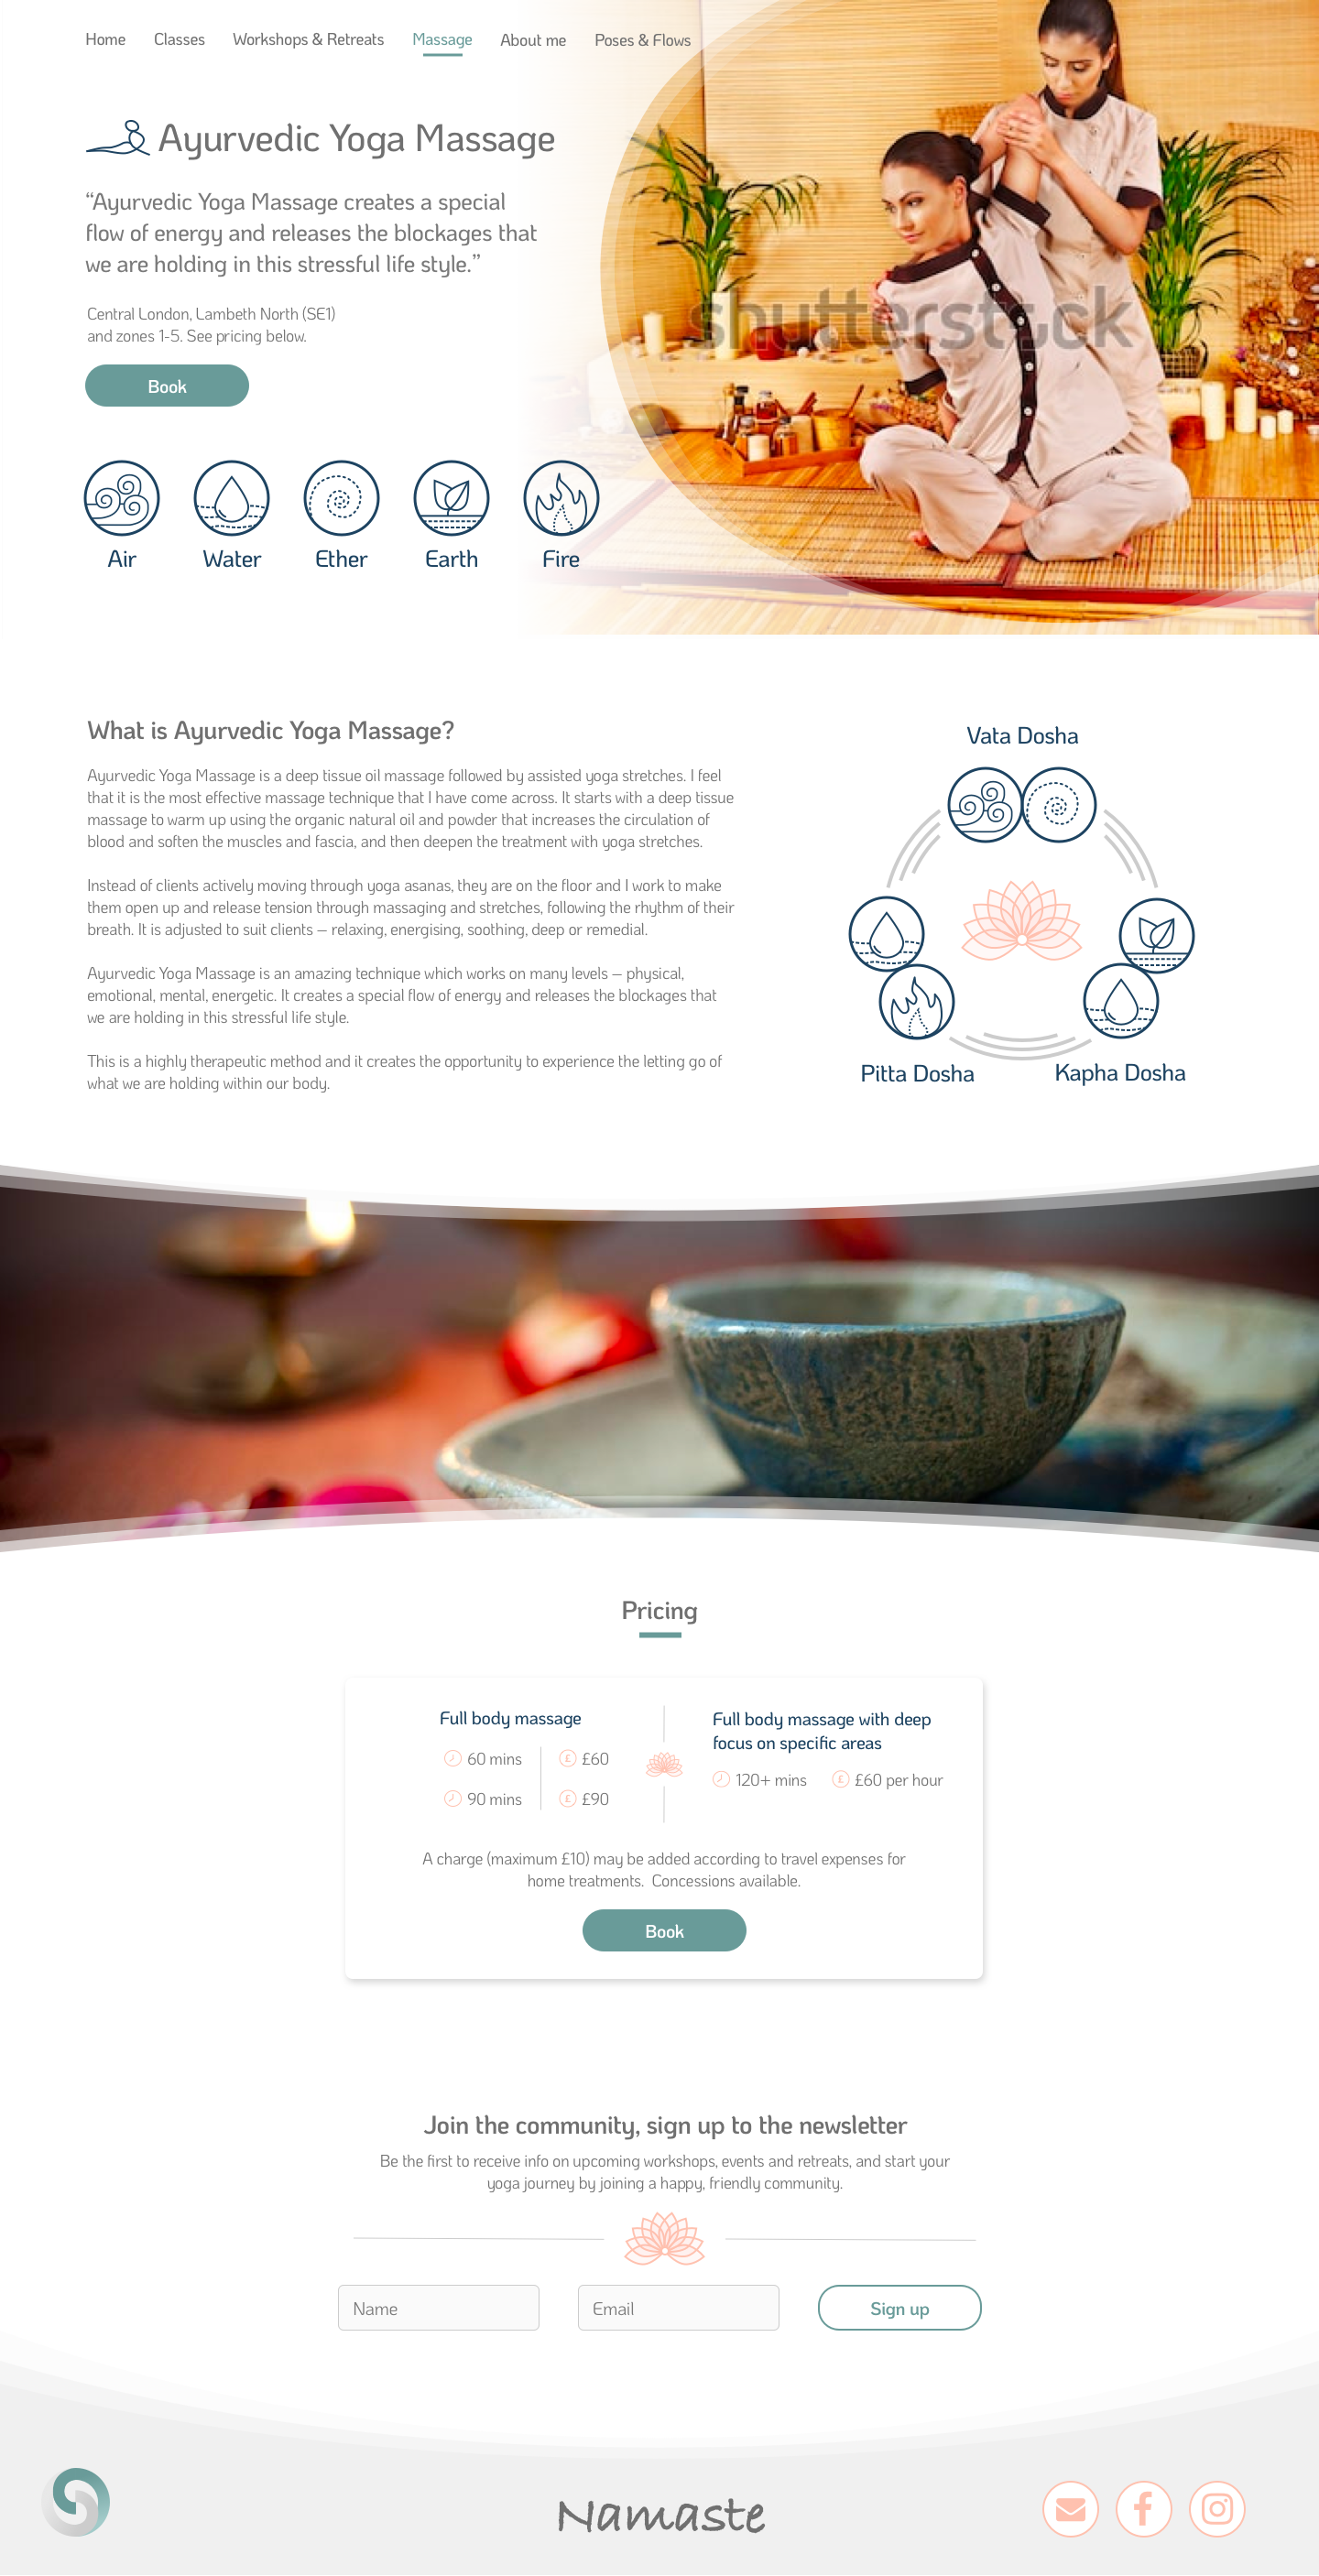 Home Classes Workshops & Retreats Massage About me Poses & Flows
Ayurvedic Yoga Massage
“Ayurvedic Yoga Massage creates a special
flow of energy and releases the blockages that
we are holding in this stressful life style.”
Central London, Lambeth North (SE1)
and zones 1-5. See pricing below.
Book
shutterstock
Air Water Ether Earth Fire
What is Ayurvedic Yoga Massage?
Ayurvedic Yoga Massage is a deep tissue oil massage followed by assisted yoga stretches. I feel
that it is the most effective massage technique that I have come across. It starts with a deep tissue
massage to warm up using the organic natural oil and powder that increases the circulation of
blood and soften the muscles and fascia, and then deepen the treatment with yoga stretches.
Instead of clients actively moving through yoga asanas, they are on the floor and I work to make
them open up and release tension through massaging and stretches, following the rhythm of their
breath. It is adjusted to suit clients – relaxing, energising, soothing, deep or remedial.
Ayurvedic Yoga Massage is an amazing technique which works on many levels – physical,
emotional, mental, energetic. It creates a special flow of energy and releases the blockages that
we are holding in this stressful life style.
This is a highly therapeutic method and it creates the opportunity to experience the letting go of
what we are holding within our body.
Vata Dosha
Pitta Dosha
Kapha Dosha
Pricing
Full body massage
60 mins £60
90 mins £90
Full body massage with deep
focus on specific areas
120+ mins £60 per hour
A charge (maximum £10) may be added according to travel expenses for
home treatments. Concessions available.
Book
Join the community, sign up to the newsletter
Be the first to receive info on upcoming workshops, events and retreats, and start your
yoga journey by joining a happy, friendly community.
Name
Email
Sign up
Namaste